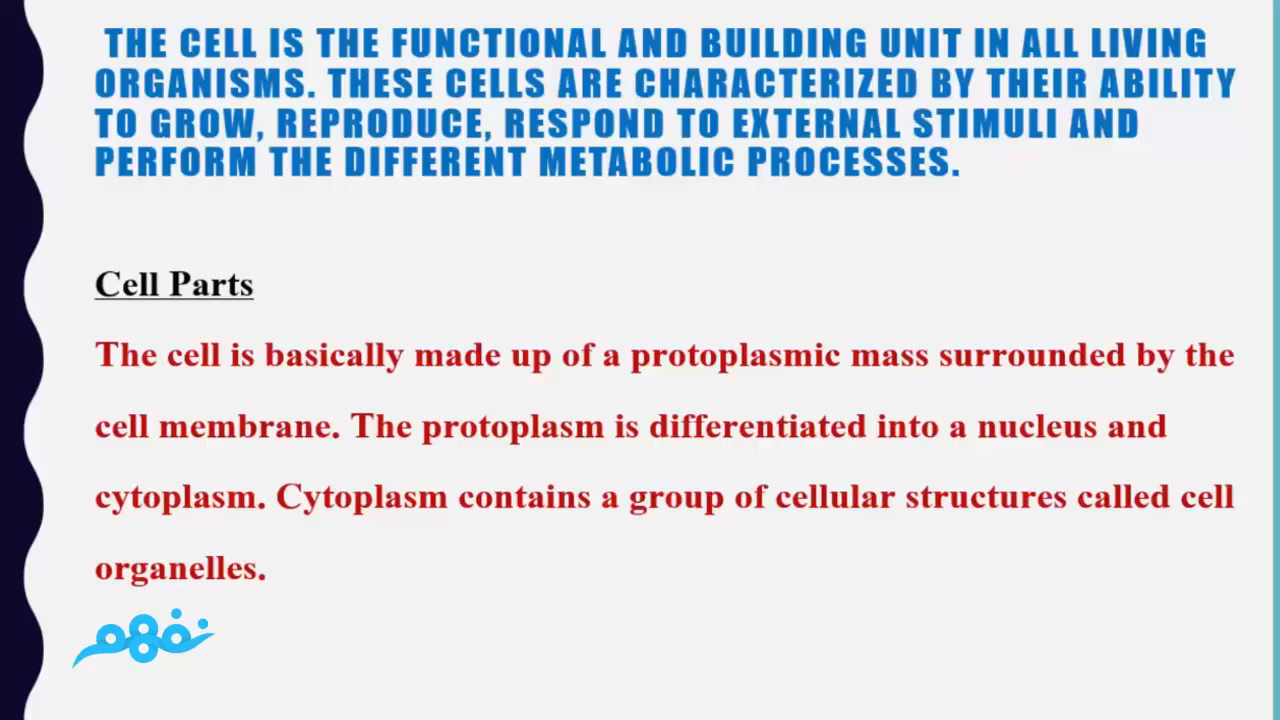 THE CELL IS THE FUNCTIONAL AND BUILDING UNIT IN ALL LIVING
ORGANISMS. THESE CELLS ARE CHARACTERIZED BY THEIR ABILITY
TO GROW, REPRODUCE, RESPOND TO EXTERNAL STIMULI AND
PERFORM THE DIFFERENT METABOLIC PROCESSES.
Cell Parts
The cell is basically made up of a protoplasmic mass surrounded by the
cell membrane. The protoplasm is differentiated into a nucleus and
cytoplasm. Cytoplasm contains a group of cellular structures called cell
organelles.
نفهم